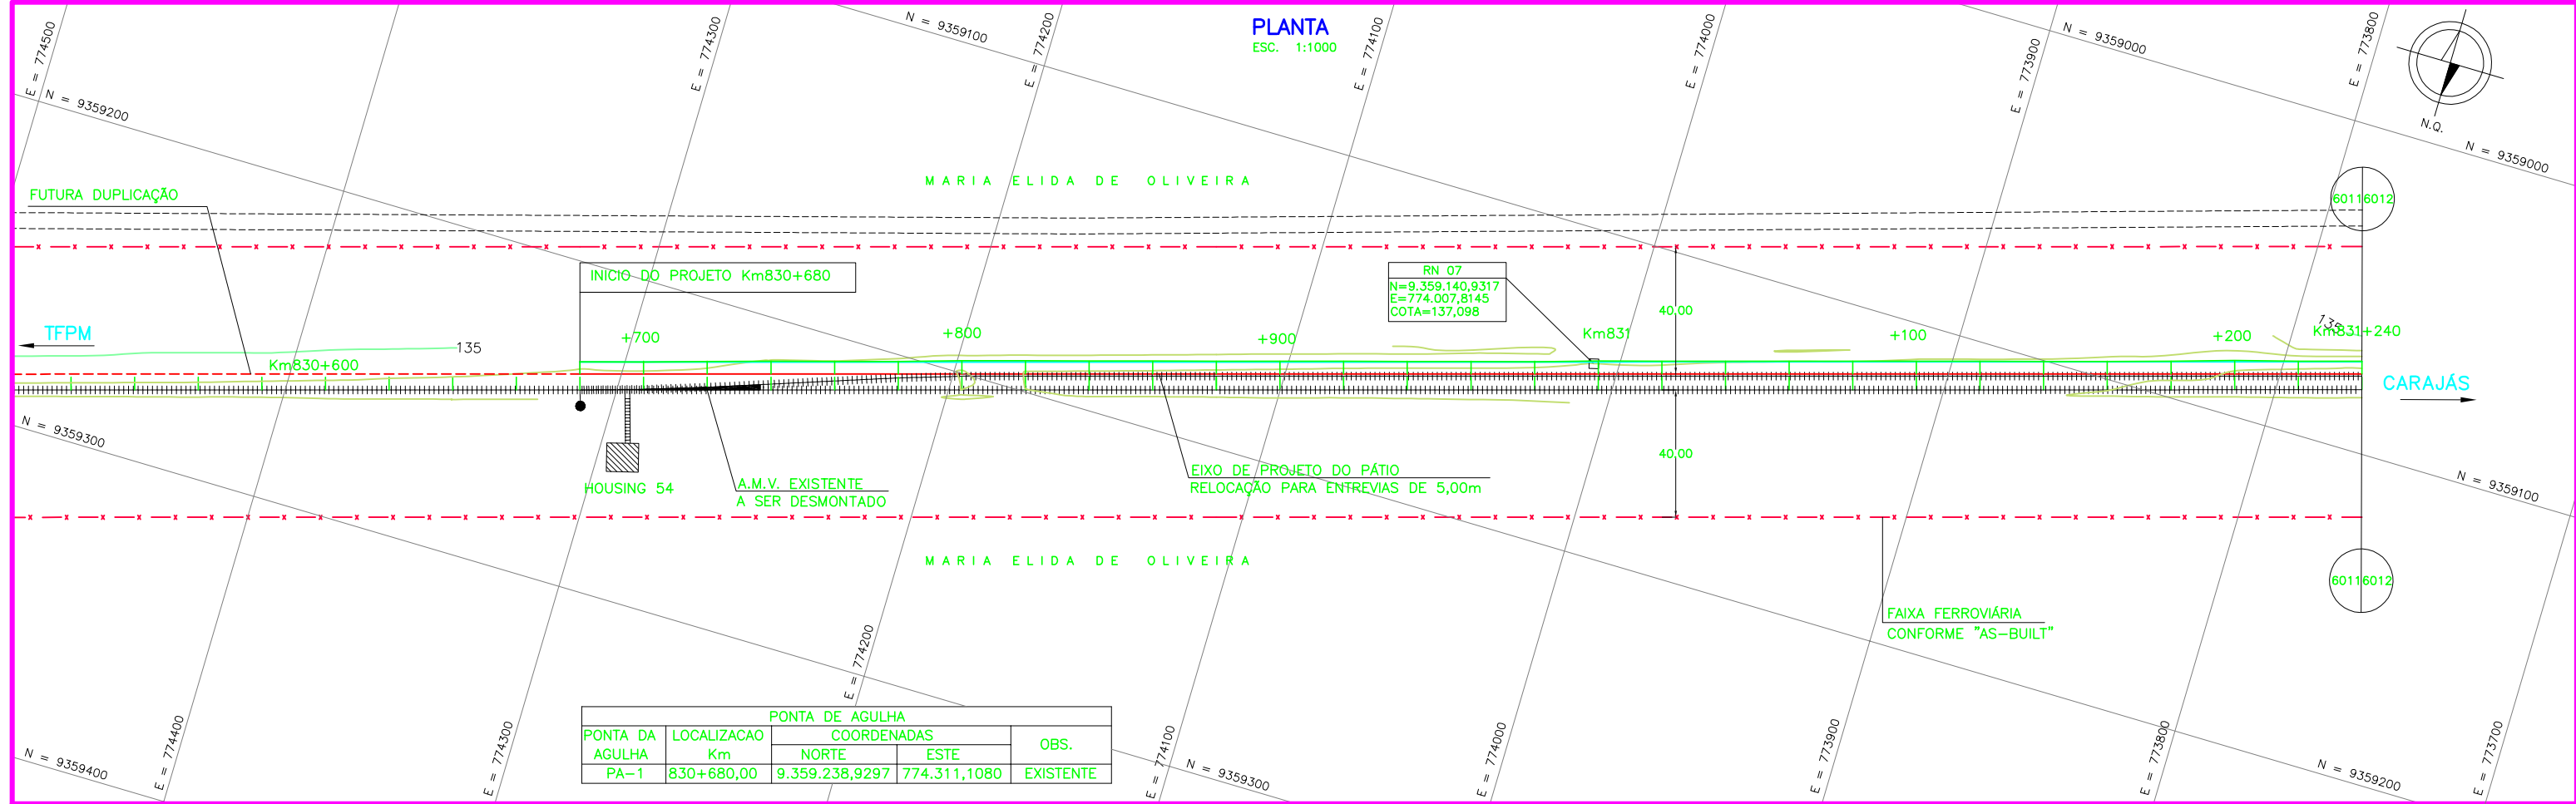 PLANTA
ESC. 1:1000
E = 774500
E = 774300
E = 774200
E = 774100
E = 774000
E = 773900
E = 773800
N = 9359100
N = 9359000
N = 9359200
N.Q.
N = 9359000
MARIA ELIDA DE OLIVEIRA
FUTURA DUPLICAÇÃO
60116012
INÍCIO DO PROJETO Km830+680
RN 07
N=9.359.140,9317
E=774.007,8145
COTA=137,098
40,00
TFPM
135
Km830+600
+700
+800
+900
Km831
+100
+200
135
Km831+240
CARAJÁS
N = 9359300
HOUSING 54
A.M.V. EXISTENTE
A SER DESMONTADO
EIXO DE PROJETO DO PÁTIO
RELOCAÇÃO PARA ENTREVIAS DE 5,00m
40,00
N = 9359100
MARIA ELIDA DE OLIVEIRA
60116012
FAIXA FERROVIÁRIA
CONFORME "AS-BUILT"
PONTA DE AGULHA
PONTA DA AGULHA LOCALIZACAO Km COORDENADAS OBS.
NORTE ESTE
PA-1 830+680,00 9.359.238,9297 774.311,1080 EXISTENTE
N = 9359400
E = 774400
E = 774300
E = 774200
E = 774100
N = 9359300
E = 774000
E = 773900
E = 773800
N = 9359200
E = 773700